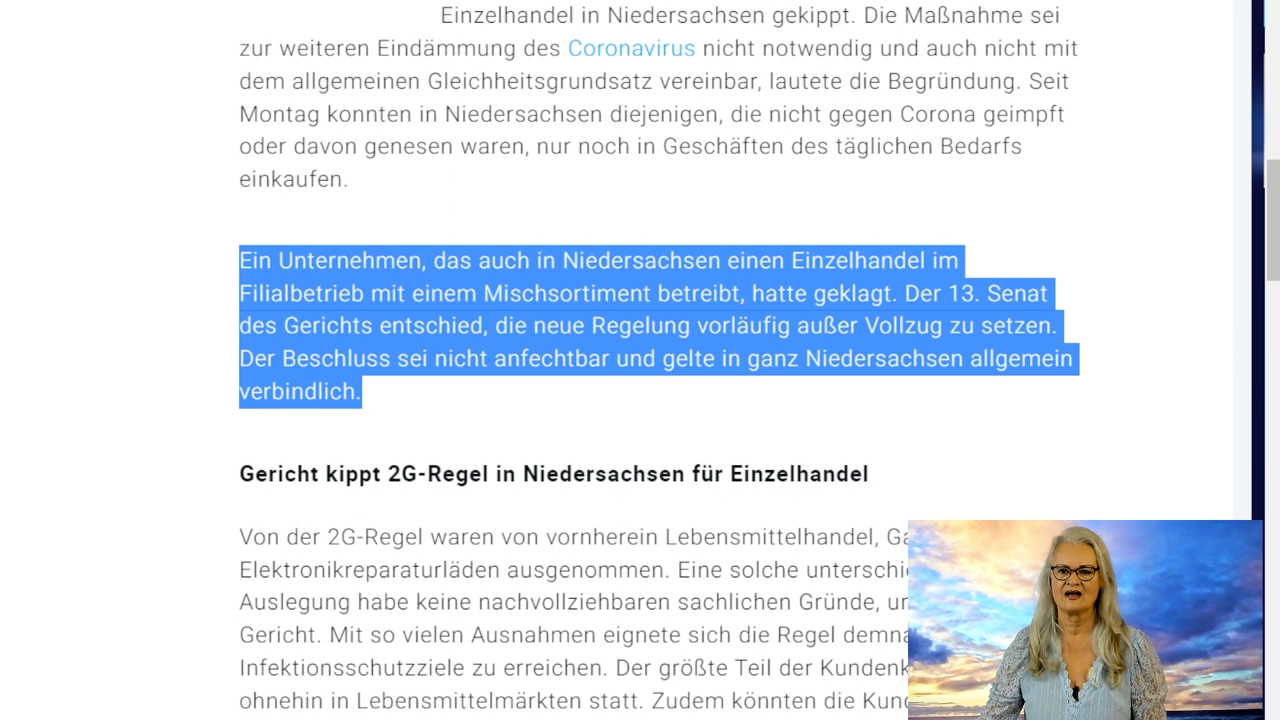 Einzelhandel in Niedersachsen gekippt. Die Maßnahme sei
zur weiteren Eindämmung des Coronavirus nicht notwendig und auch nicht mit
dem allgemeinen Gleichheitsgrundsatz vereinbar, lautete die Begründung. Seit
Montag konnten in Niedersachsen diejenigen, die nicht gegen Corona geimpft
oder davon genesen waren, nur noch in Geschäften des täglichen Bedarfs
einkaufen.
Ein Unternehmen, das auch in Niedersachsen einen Einzelhandel im
Filialbetrieb mit einem Mischsortiment betreibt, hatte geklagt. Der 13. Senat
des Gerichts entschied, die neue Regelung vorläufig außer Vollzug zu setzen.
Der Beschluss sei nicht anfechtbar und gelte in ganz Niedersachsen allgemein
verbindlich.
Gericht kippt 2G-Regel in Niedersachsen für Einzelhandel
Von der 2G-Regel waren von vornherein Lebensmittelhandel,
Elektronikreparaturläden ausgenommen. Eine solche
Auslegung habe keine nachvollziehbaren sachlichen Gründe,
Gericht. Mit so vielen Ausnahmen eignete sich die Regel
Infektionsschutzziele zu erreichen. Der größte Teil der
ohnehin in Lebensmittelmärkten statt. Zudem könnten die